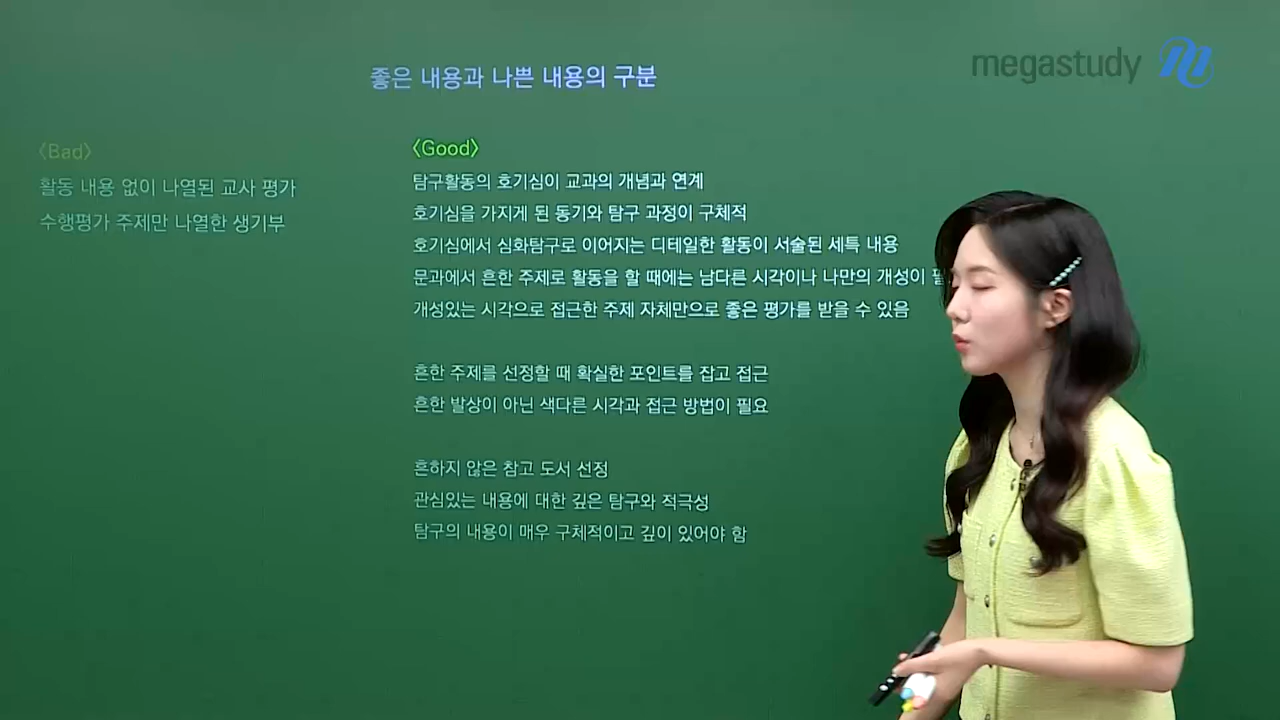 좋은 내용과 나쁜 내용의 구분
megastudy
〈Bad〉
활동 내용 없이 나열된 교사 평가
수행평가 주제만 나열한 생기부
〈Good〉
탐구활동의 호기심이 교과의 개념과 연계
호기심을 가지게 된 동기와 탐구 과정이 구체적
호기심에서 심화탐구로 이어지는 디테일한 활동이 서술된 세특 내용
문과에서 흔한 주제로 활동을 할 때에는 남다른 시각이나 나만의 개성이
개성있는 시각으로 접근한 주제 자체만으로 좋은 평가를 받을 수 있음
흔한 주제를 선정할 때 확실한 포인트를 잡고 접근
흔한 발상이 아닌 색다른 시각과 접근 방법이 필요
흔하지 않은 참고 도서 선정
관심있는 내용에 대한 깊은 탐구와 적극성
탐구의 내용이 매우 구체적이고 깊이 있어야 함